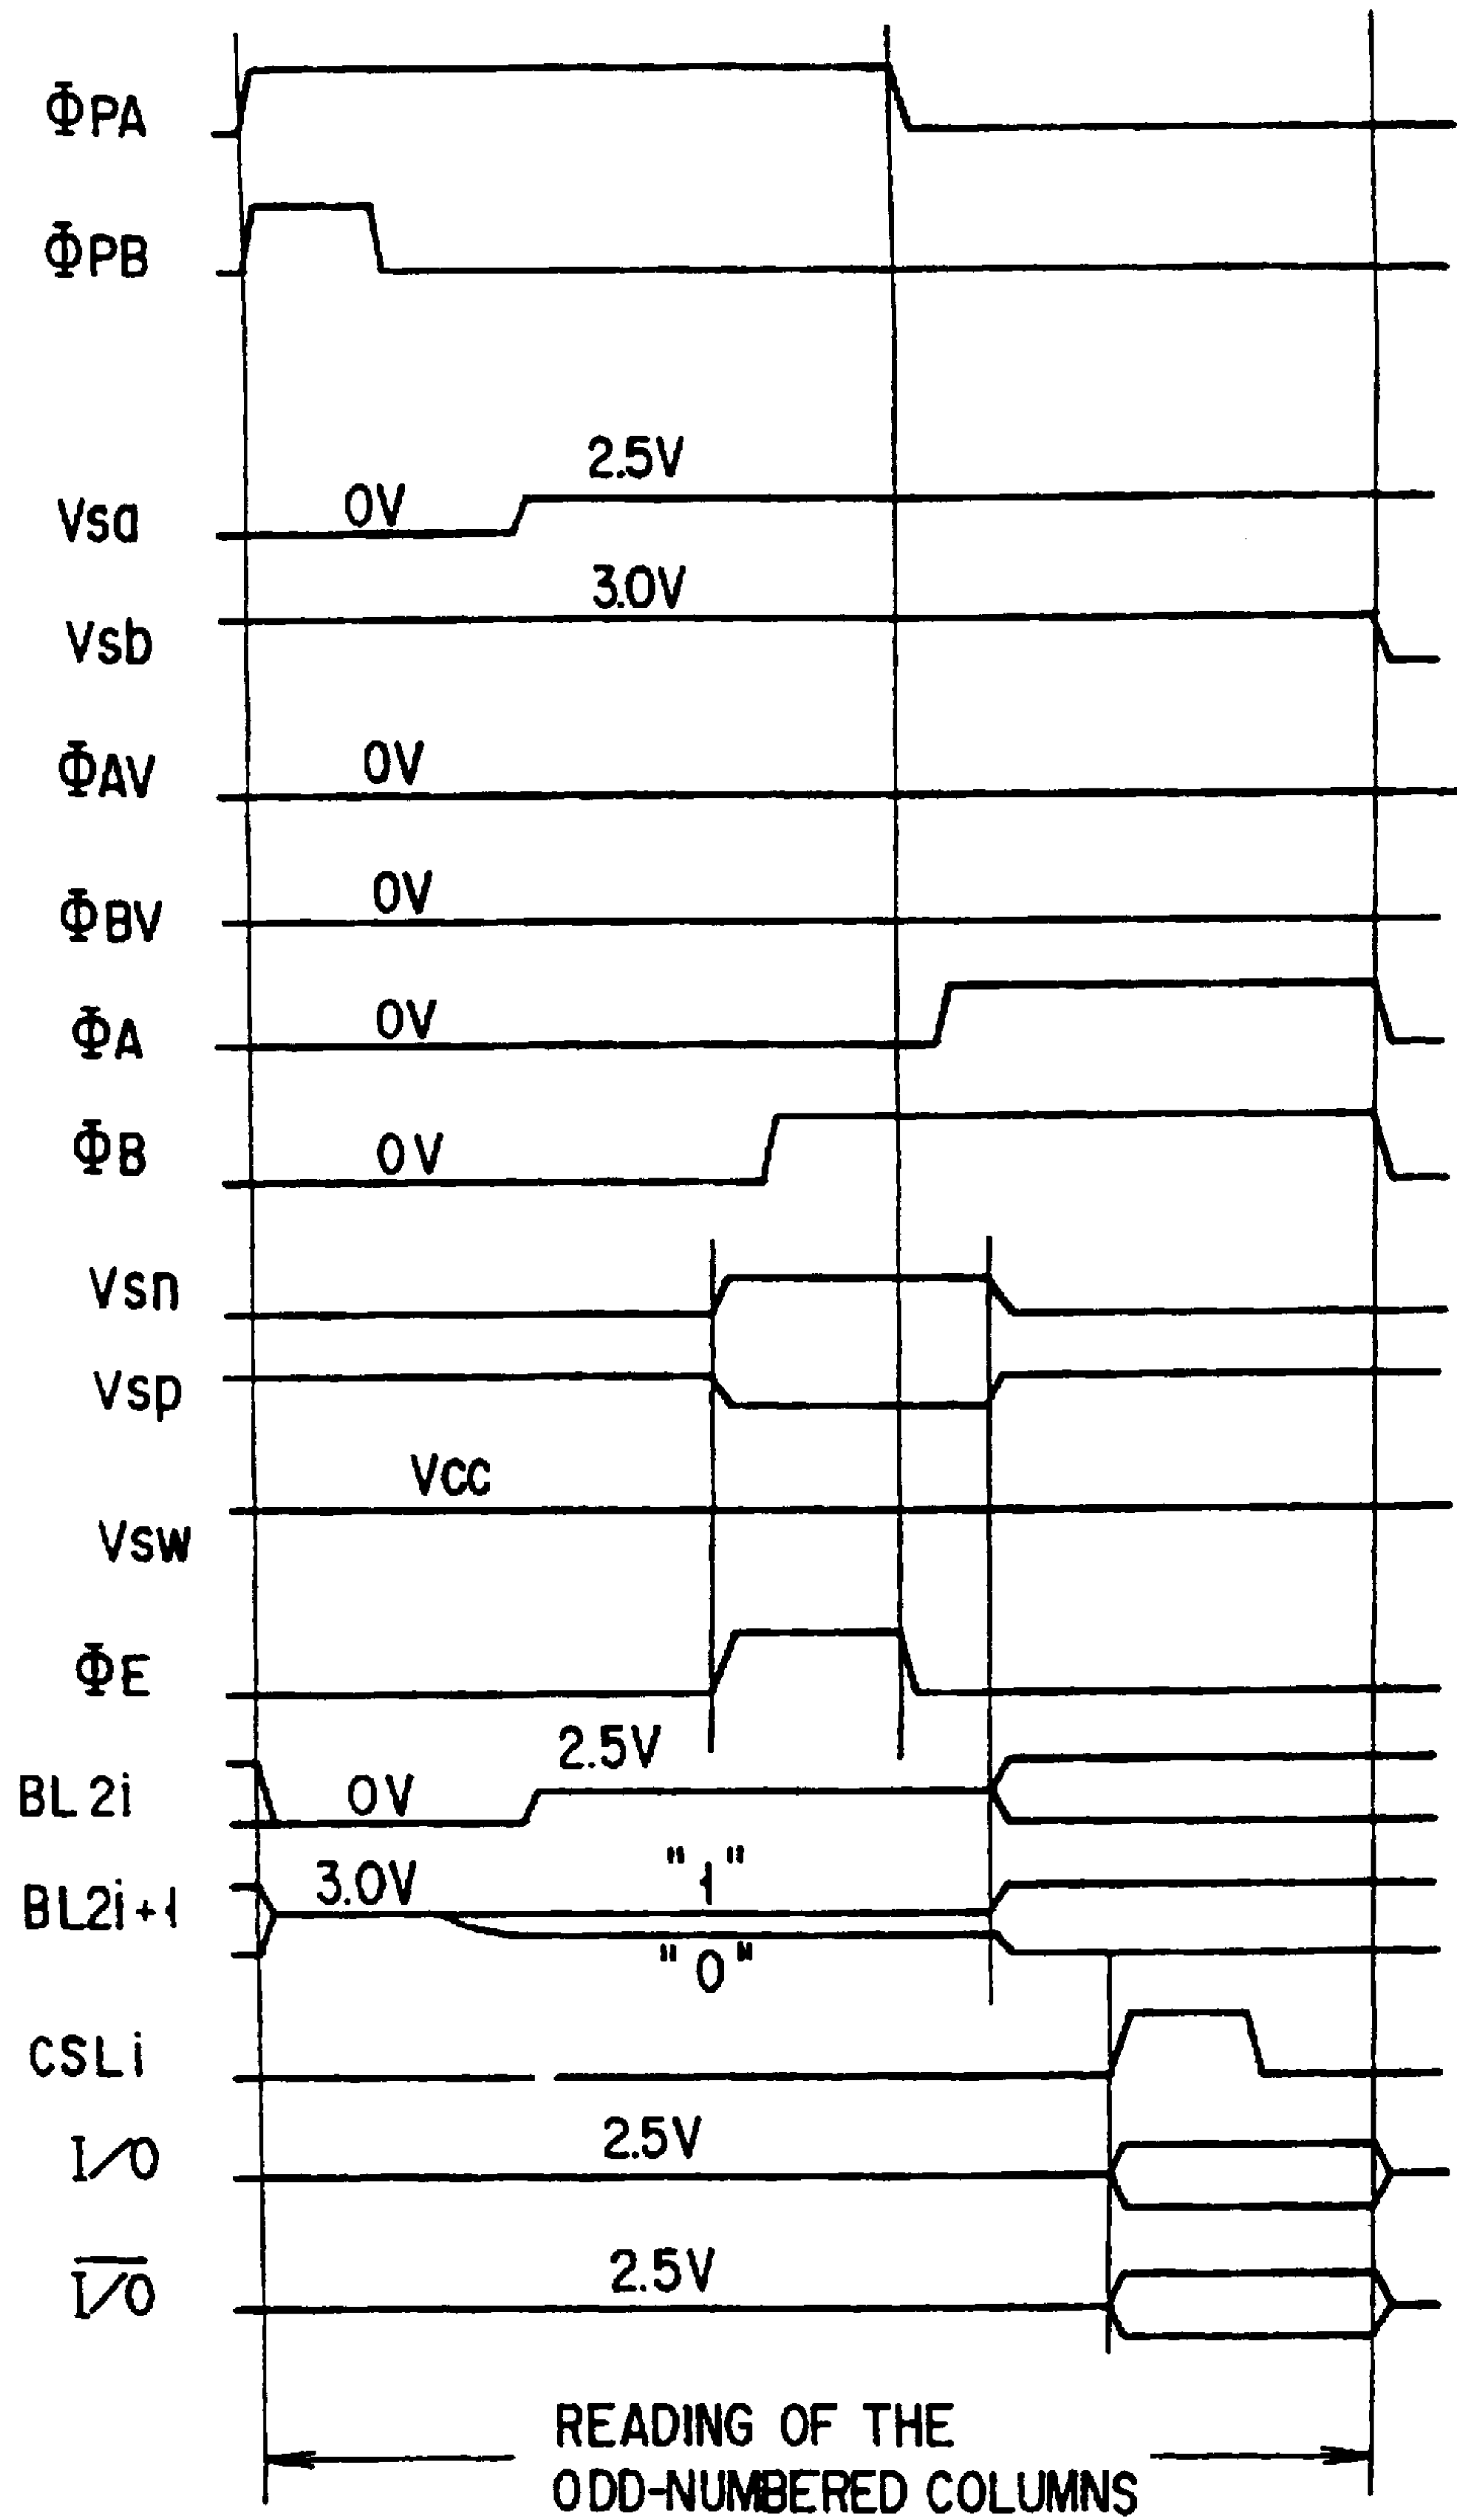 ΦPA
ΦPB
2.5V
Vsa 0V
3.0V
Vsb
ΦAV 0V
ΦBV 0V
ΦA 0V
ΦB 0V
Vsn
Vsp
Vcc
Vsw
ΦE
2.5V
BL2i 0V
BL2i+1 3.0V "1"
"0"
CSLi
I/O 2.5V
I/O 2.5V
READING OF THE
ODD-NUMBERED COLUMNS